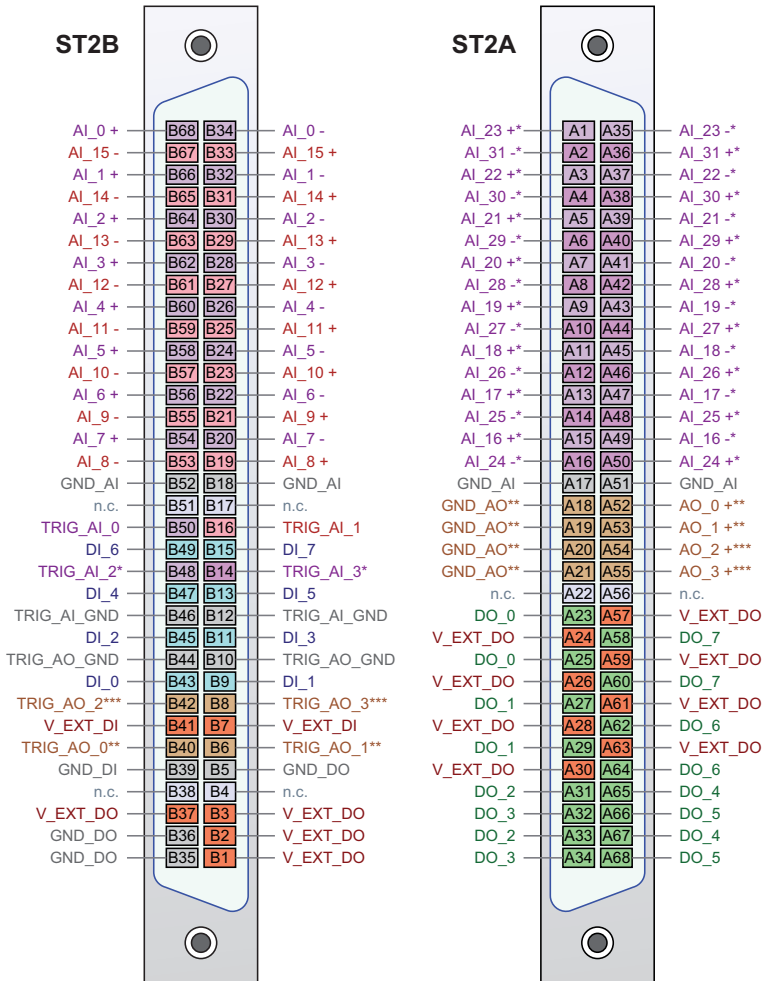 ST2B ST2A
AI_0 + B68 B34 AI_0 - AI_23 +* A1 A35 AI_23 -*
AI_15 - B67 B33 AI_15 + AI_31 -* A2 A36 AI_31 +*
AI_1 + B66 B32 AI_1 - AI_22 +* A3 A37 AI_22 -*
AI_14 - B65 B31 AI_14 + AI_30 -* A4 A38 AI_30 +*
AI_2 + B64 B30 AI_2 - AI_21 +* A5 A39 AI_21 -*
AI_13 - B63 B29 AI_13 + AI_29 -* A6 A40 AI_29 +*
AI_3 + B62 B28 AI_3 - AI_20 +* A7 A41 AI_20 -*
AI_12 - B61 B27 AI_12 + AI_28 -* A8 A42 AI_28 +*
AI_4 + B60 B26 AI_4 - AI_19 +* A9 A43 AI_19 -*
AI_11 - B59 B25 AI_11 + AI_27 -* A10 A44 AI_27 +*
AI_5 + B58 B24 AI_5 - AI_18 +* A11 A45 AI_18 -*
AI_10 - B57 B23 AI_10 + AI_26 -* A12 A46 AI_26 +*
AI_6 + B56 B22 AI_6 - AI_17 +* A13 A47 AI_17 -*
AI_9 - B55 B21 AI_9 + AI_25 -* A14 A48 AI_25 +*
AI_7 + B54 B20 AI_7 - AI_16 +* A15 A49 AI_16 -*
AI_8 - B53 B19 AI_8 + AI_24 -* A16 A50 AI_24 +*
GND_AI B52 B18 GND_AI GND_AI A17 A51 GND_AI
n.c. B51 B17 n.c. GND_AO** A18 A52 AO_0 +**
TRIG_AI_0 B50 B16 TRIG_AI_1 GND_AO** A19 A53 AO_1 +**
DI_6 B49 B15 DI_7 GND_AO** A20 A54 AO_2 +***
TRIG_AI_2* B48 B14 TRIG_AI_3* GND_AO** A21 A55 AO_3 +***
DI_4 B47 B13 DI_5 n.c. A22 A56 n.c.
TRIG_AI_GND B46 B12 TRIG_AI_GND DO_0 A23 A57 V_EXT_DO
DI_2 B45 B11 DI_3 V_EXT_DO A24 A58 DO_7
TRIG_AO_GND B44 B10 TRIG_AO_GND DO_0 A25 A59 V_EXT_DO
DI_0 B43 B9 DI_1 V_EXT_DO A26 A60 DO_7
TRIG_AO_2*** B42 B8 TRIG_AO_3*** DO_1 A27 A61 V_EXT_DO
V_EXT_DI B41 B7 V_EXT_DI V_EXT_DO A28 A62 DO_6
TRIG_AO_0** B40 B6 TRIG_AO_1** DO_1 A29 A63 V_EXT_DO
GND_DI B39 B5 GND_DO V_EXT_DO A30 A64 DO_6
n.c. B38 B4 n.c. DO_2 A31 A65 DO_4
V_EXT_DO B37 B3 V_EXT_DO DO_3 A32 A66 DO_5
GND_DO B36 B2 V_EXT_DO DO_2 A33 A67 DO_4
GND_DO B35 B1 V_EXT_DO DO_3 A34 A68 DO_5